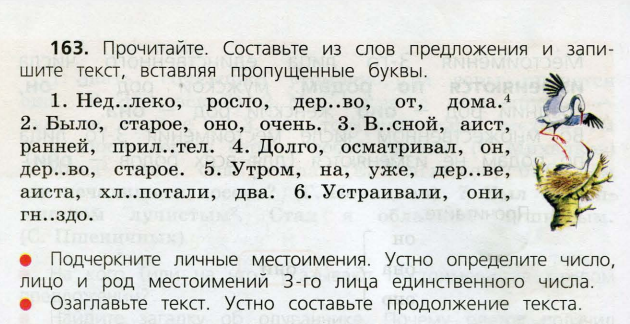 163. Прочитайте. Составьте из слов предложения и запи-
шите текст, вставляя пропущенные буквы.
1. Нед..леко, росло, дер..во, от, дома.⁴
2. Было, старое, оно, очень. 3. В..сной, аист,
ранней, прил..тел. 4. Долго, осматривал, он,
дер..во, старое. 5. Утром, на, уже, дер..ве,
аиста, хл..потали, два. 6. Устраивали, они,
гн..здо.
● Подчеркните личные местоимения. Устно определите число,
лицо и род местоимений 3-го лица единственного числа.
● Озаглавьте текст. Устно составьте продолжение текста.